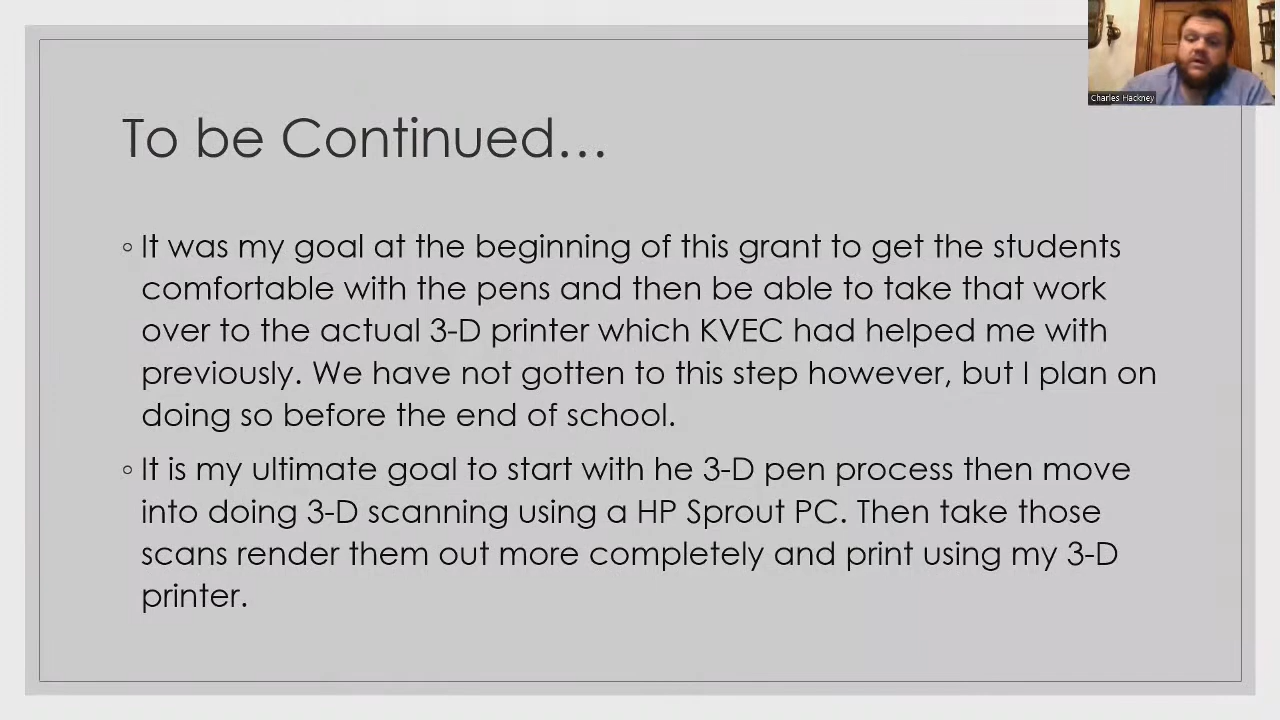 Charles Hackney
To be Continued...
◦ It was my goal at the beginning of this grant to get the students
comfortable with the pens and then be able to take that work
over to the actual 3-D printer which KVEC had helped me with
previously. We have not gotten to this step however, but I plan on
doing so before the end of school.
◦ It is my ultimate goal to start with he 3-D pen process then move
into doing 3-D scanning using a HP Sprout PC. Then take those
scans render them out more completely and print using my 3-D
printer.